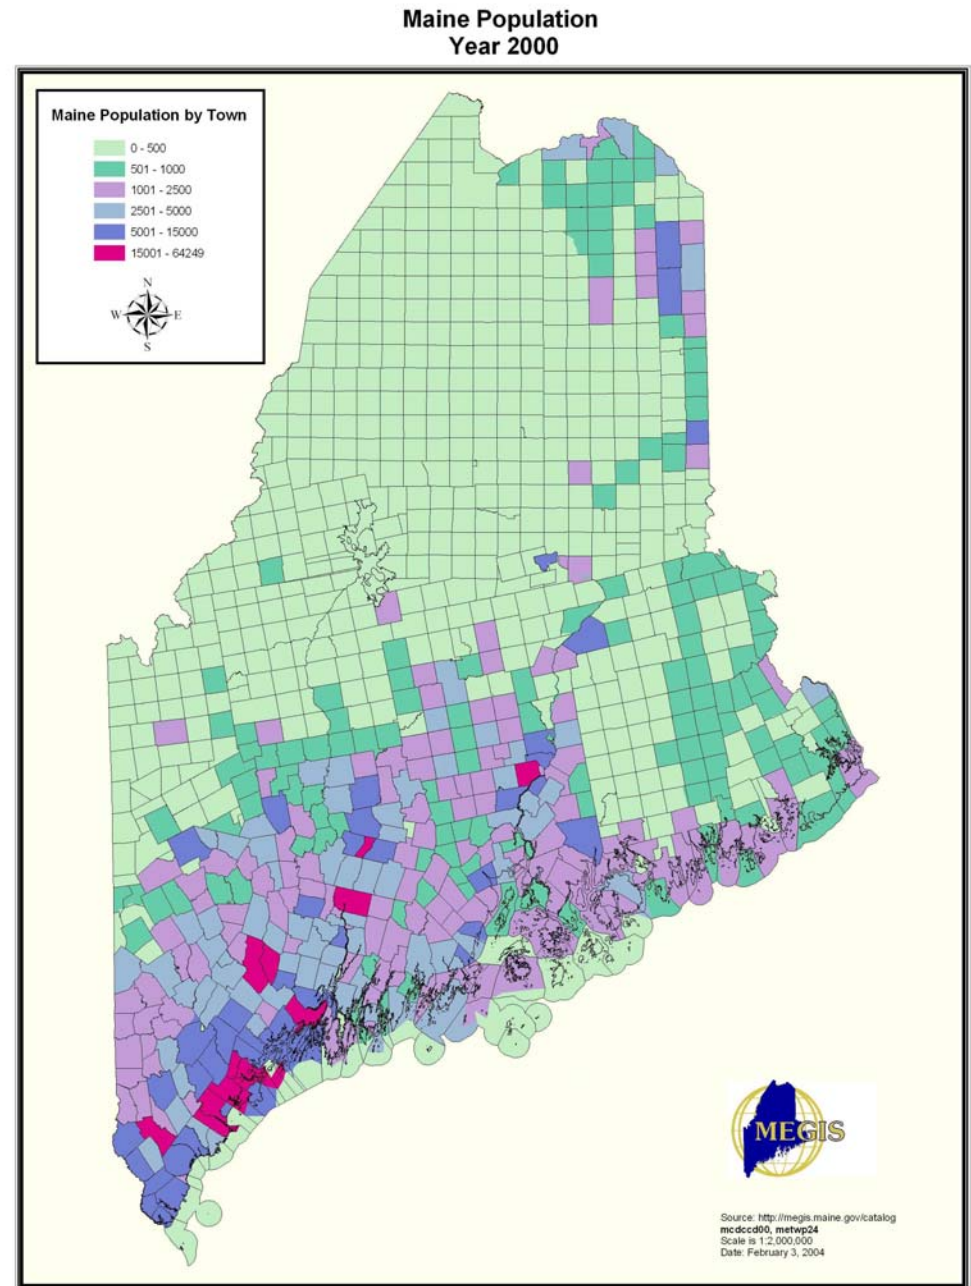 Maine Population
Year 2000
Maine Population by Town
0 - 500
501 - 1000
1001 - 2500
2501 - 5000
5001 - 15000
15001 - 64249
N
W E
S
MEGIS
Source: http://megis.maine.gov/catalog
mcdccd00, metwp24
Scale is 1:2,000,000
Date: February 3, 2004